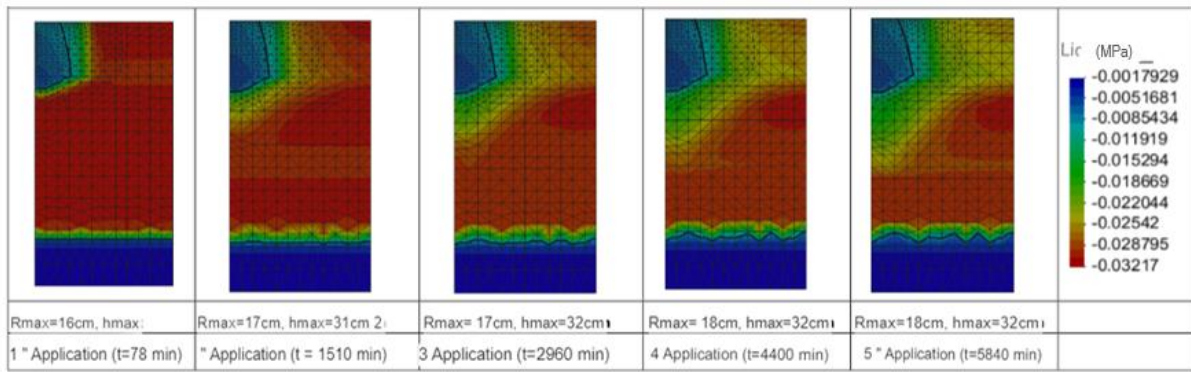 Lic (MPa)
-0.0017929
-0.0051681
-0.0085434
-0.011919
-0.015294
-0.018669
-0.022044
-0.02542
-0.028795
-0.03217
Rmax=16cm, hmax:
Rmax=17cm, hmax=31cm 2
Rmax= 17cm, hmax=32cm
Rmax= 18cm, hmax=32cm
Rmax=18cm, hmax=32cm
1 " Application (t=78 min)
" Application (t = 1510 min)
3 Application (t=2960 min)
4 Application (t=4400 min)
5 " Application (t=5840 min)